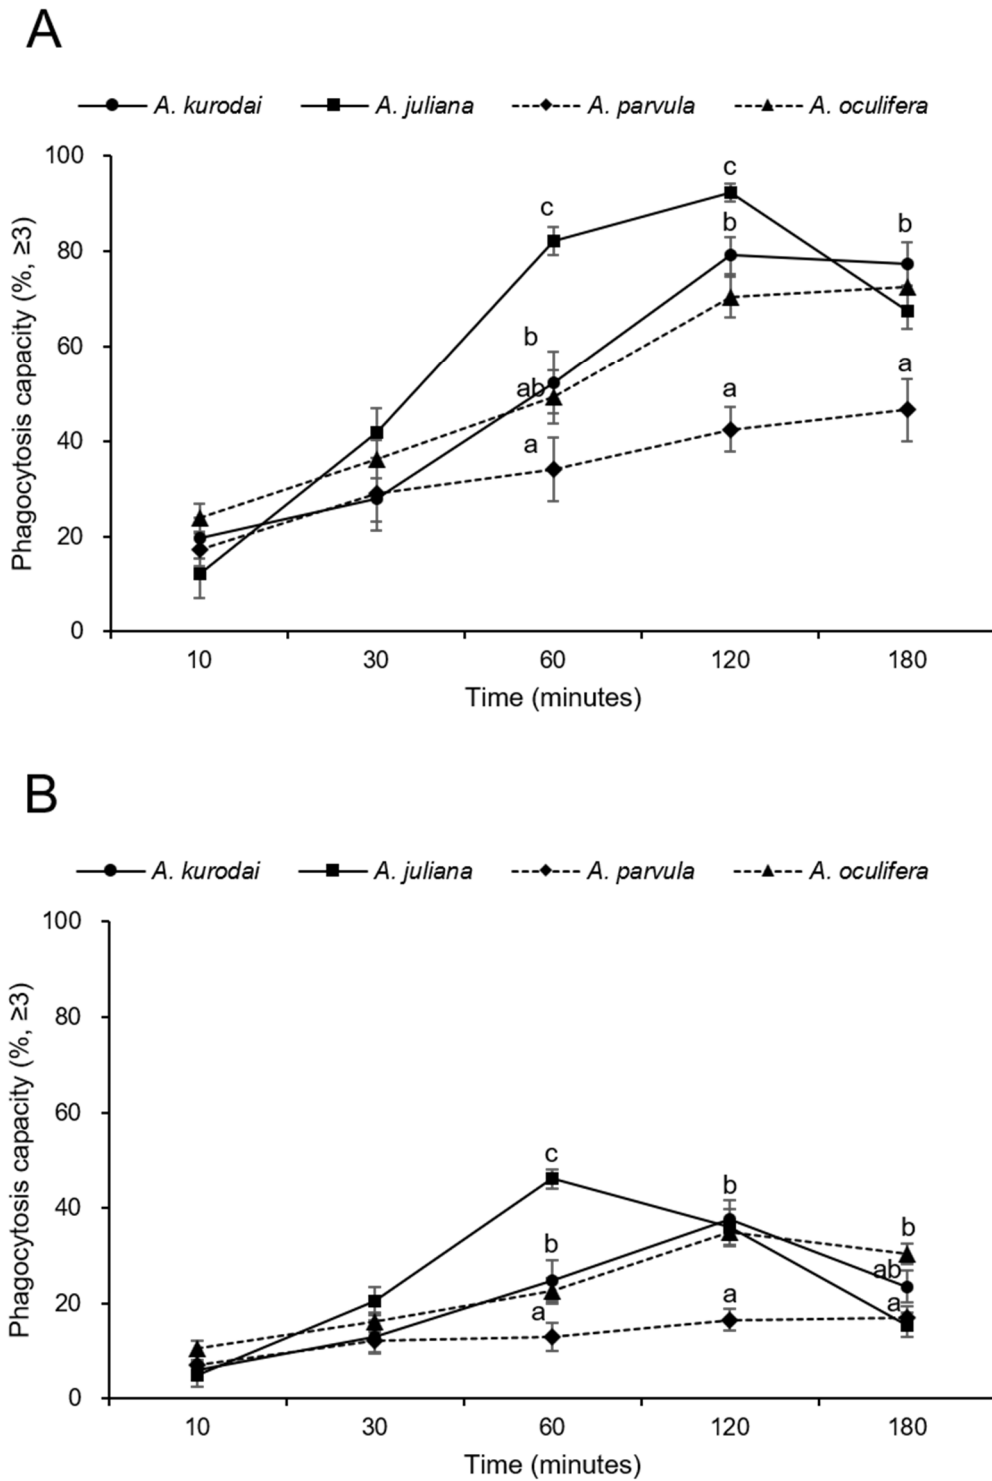 A
A. kurodai A. juliana A. parvula A. oculifera
100
80
60
40
20
0
Phagocytosis capacity (%, ≥3)
c
c
b
b
b
ab
a
a
a
10 30 60 120 180
Time (minutes)
B
A. kurodai A. juliana A. parvula A. oculifera
100
80
60
40
20
0
Phagocytosis capacity (%, ≥3)
c
b
b
b
ab
a
a
a
10 30 60 120 180
Time (minutes)